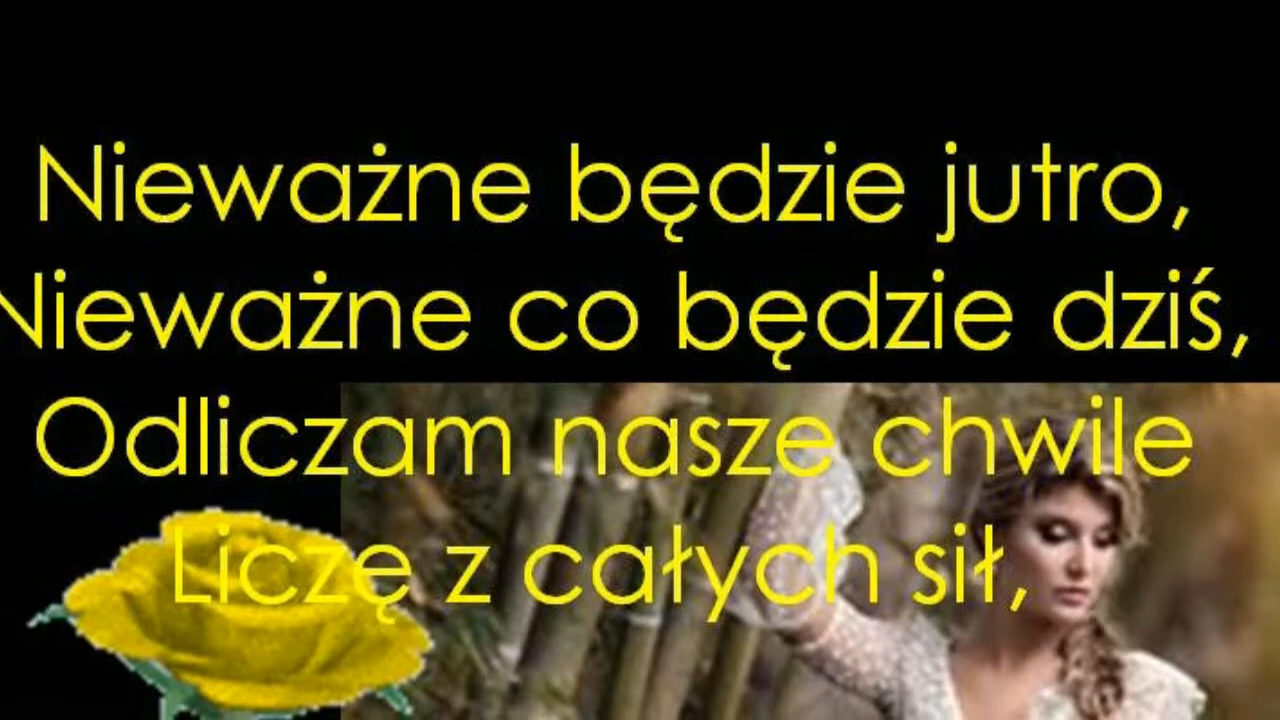 Nieważne będzie jutro,
Nieważne co będzie dziś,
Odliczam nasze chwile
Liczę z całych sił,